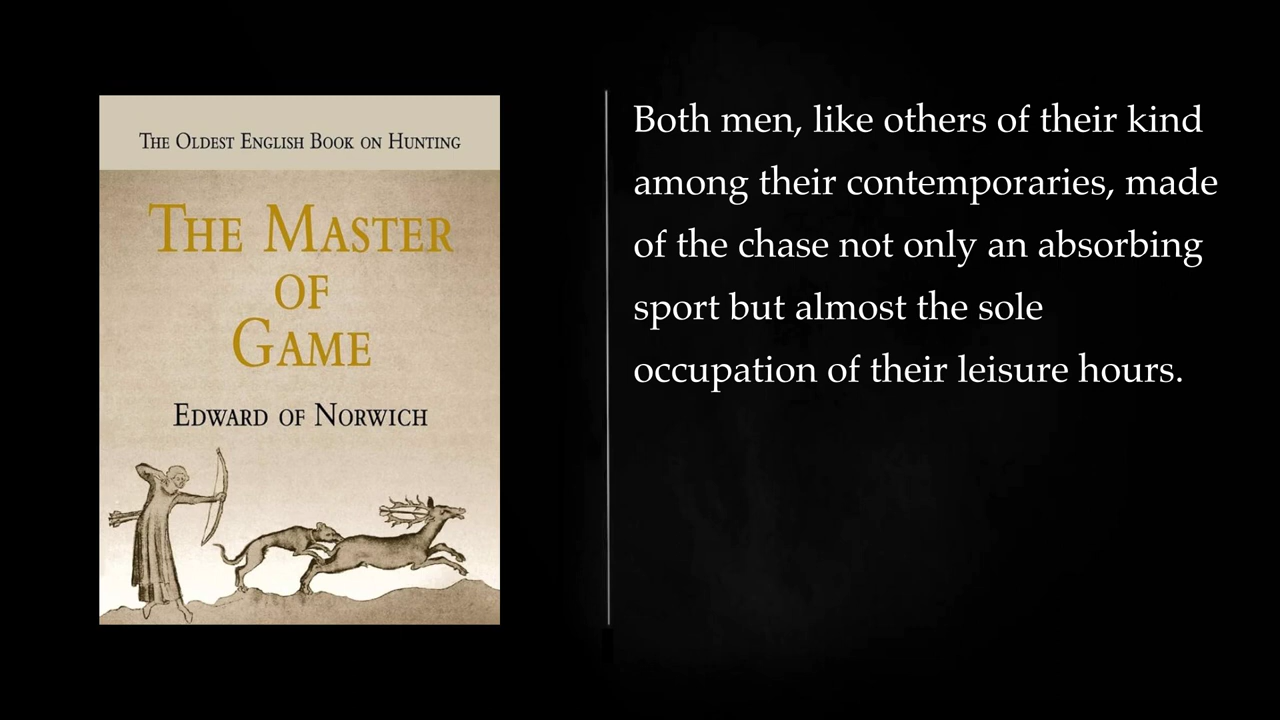 The Oldest English Book on Hunting
The Master
of
Game
Edward of Norwich
Both men, like others of their kind
among their contemporaries, made
of the chase not only an absorbing
sport but almost the sole
occupation of their leisure hours.